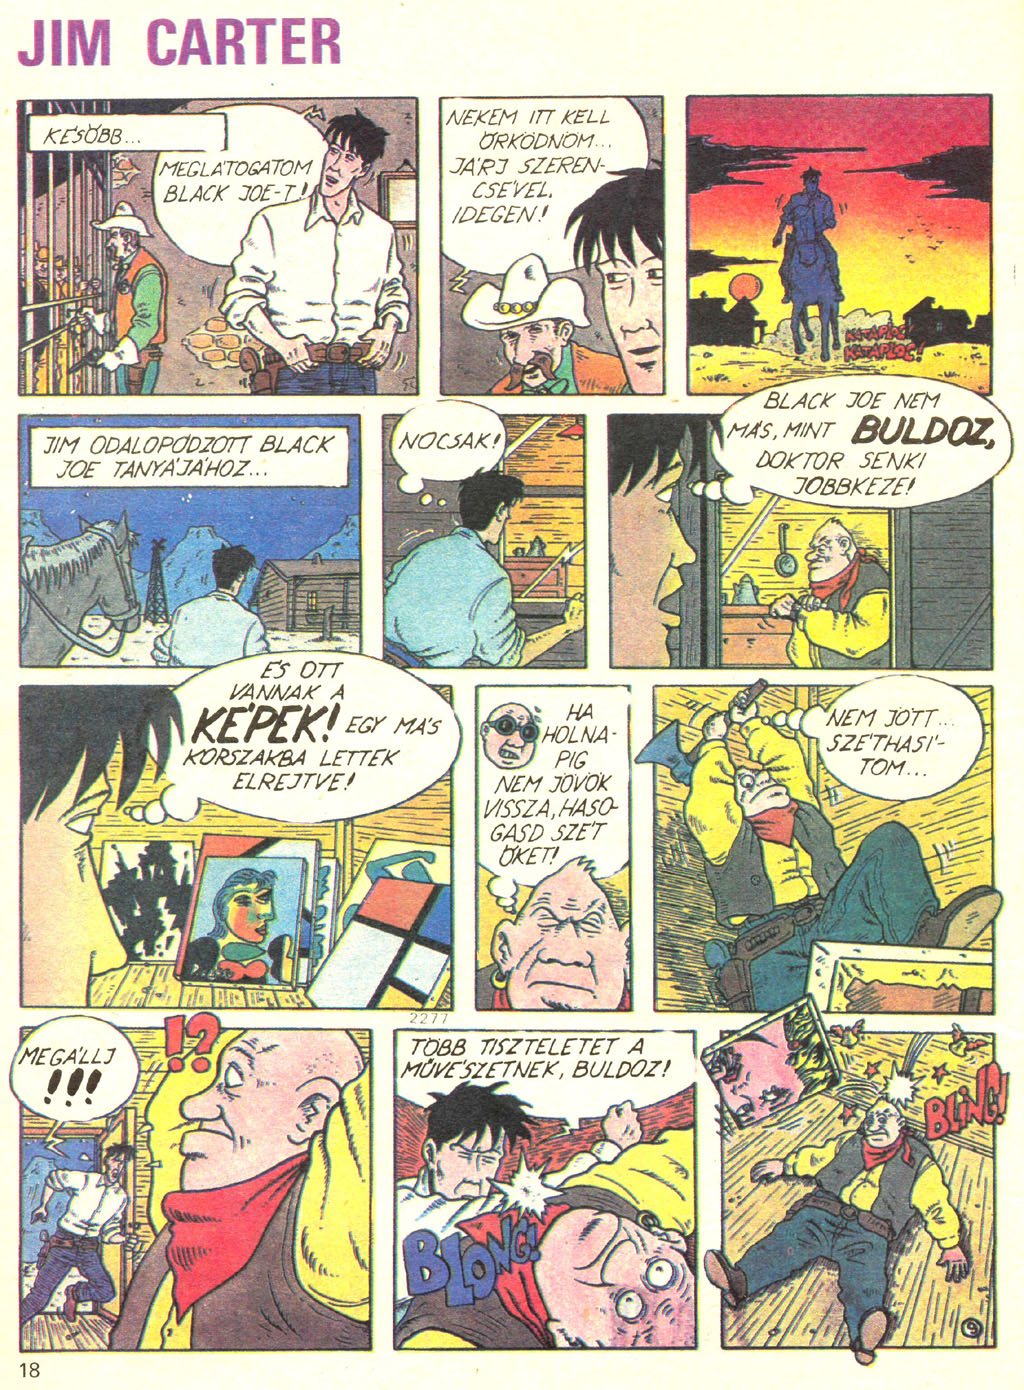 JIM CARTER
KÉSŐBB...
MEGLÁTOGATOM
BLACK JOE-T!
NEKEM ITT KELL
ŐRKÖDNÖM...
JÁRJ SZEREN-
CSÉVEL,
IDEGEN!
KATAPLOC!
KATAPLOC!
JIM ODALOPÓDZOTT BLACK
JOE TANYÁJÁHOZ...
NOCSAK!
BLACK JOE NEM
MÁS, MINT BULDOZ,
DOKTOR SENKI
JOBBKEZE!
ÉS OTT
VANNAK A
KÉPEK! EGY MÁS
KORSZAKBA LETTEK
ELREJTVE!
HA
HOLNA-
PIG
NEM JÖVÖK
VISSZA, HASO-
GASD SZÉT
ŐKET!
NEM JÖTT...
SZÉTHASÍ-
TOM...
2277
MEGÁLLJ
!!!
!?
TÖBB TISZTELETET A
MŰVÉSZETNEK, BULDOZ!
BLONG!
BLING!
9
18